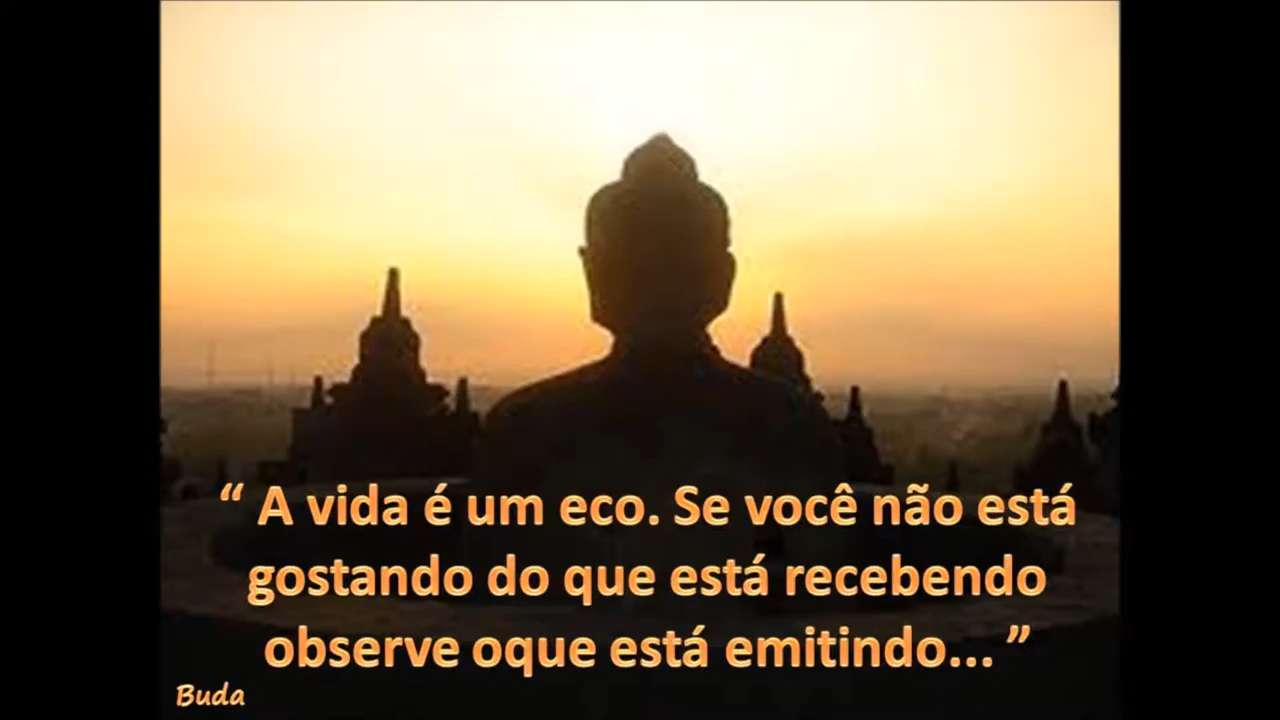 “ A vida é um eco. Se você não está
gostando do que está recebendo
observe oque está emitindo... ”
Buda